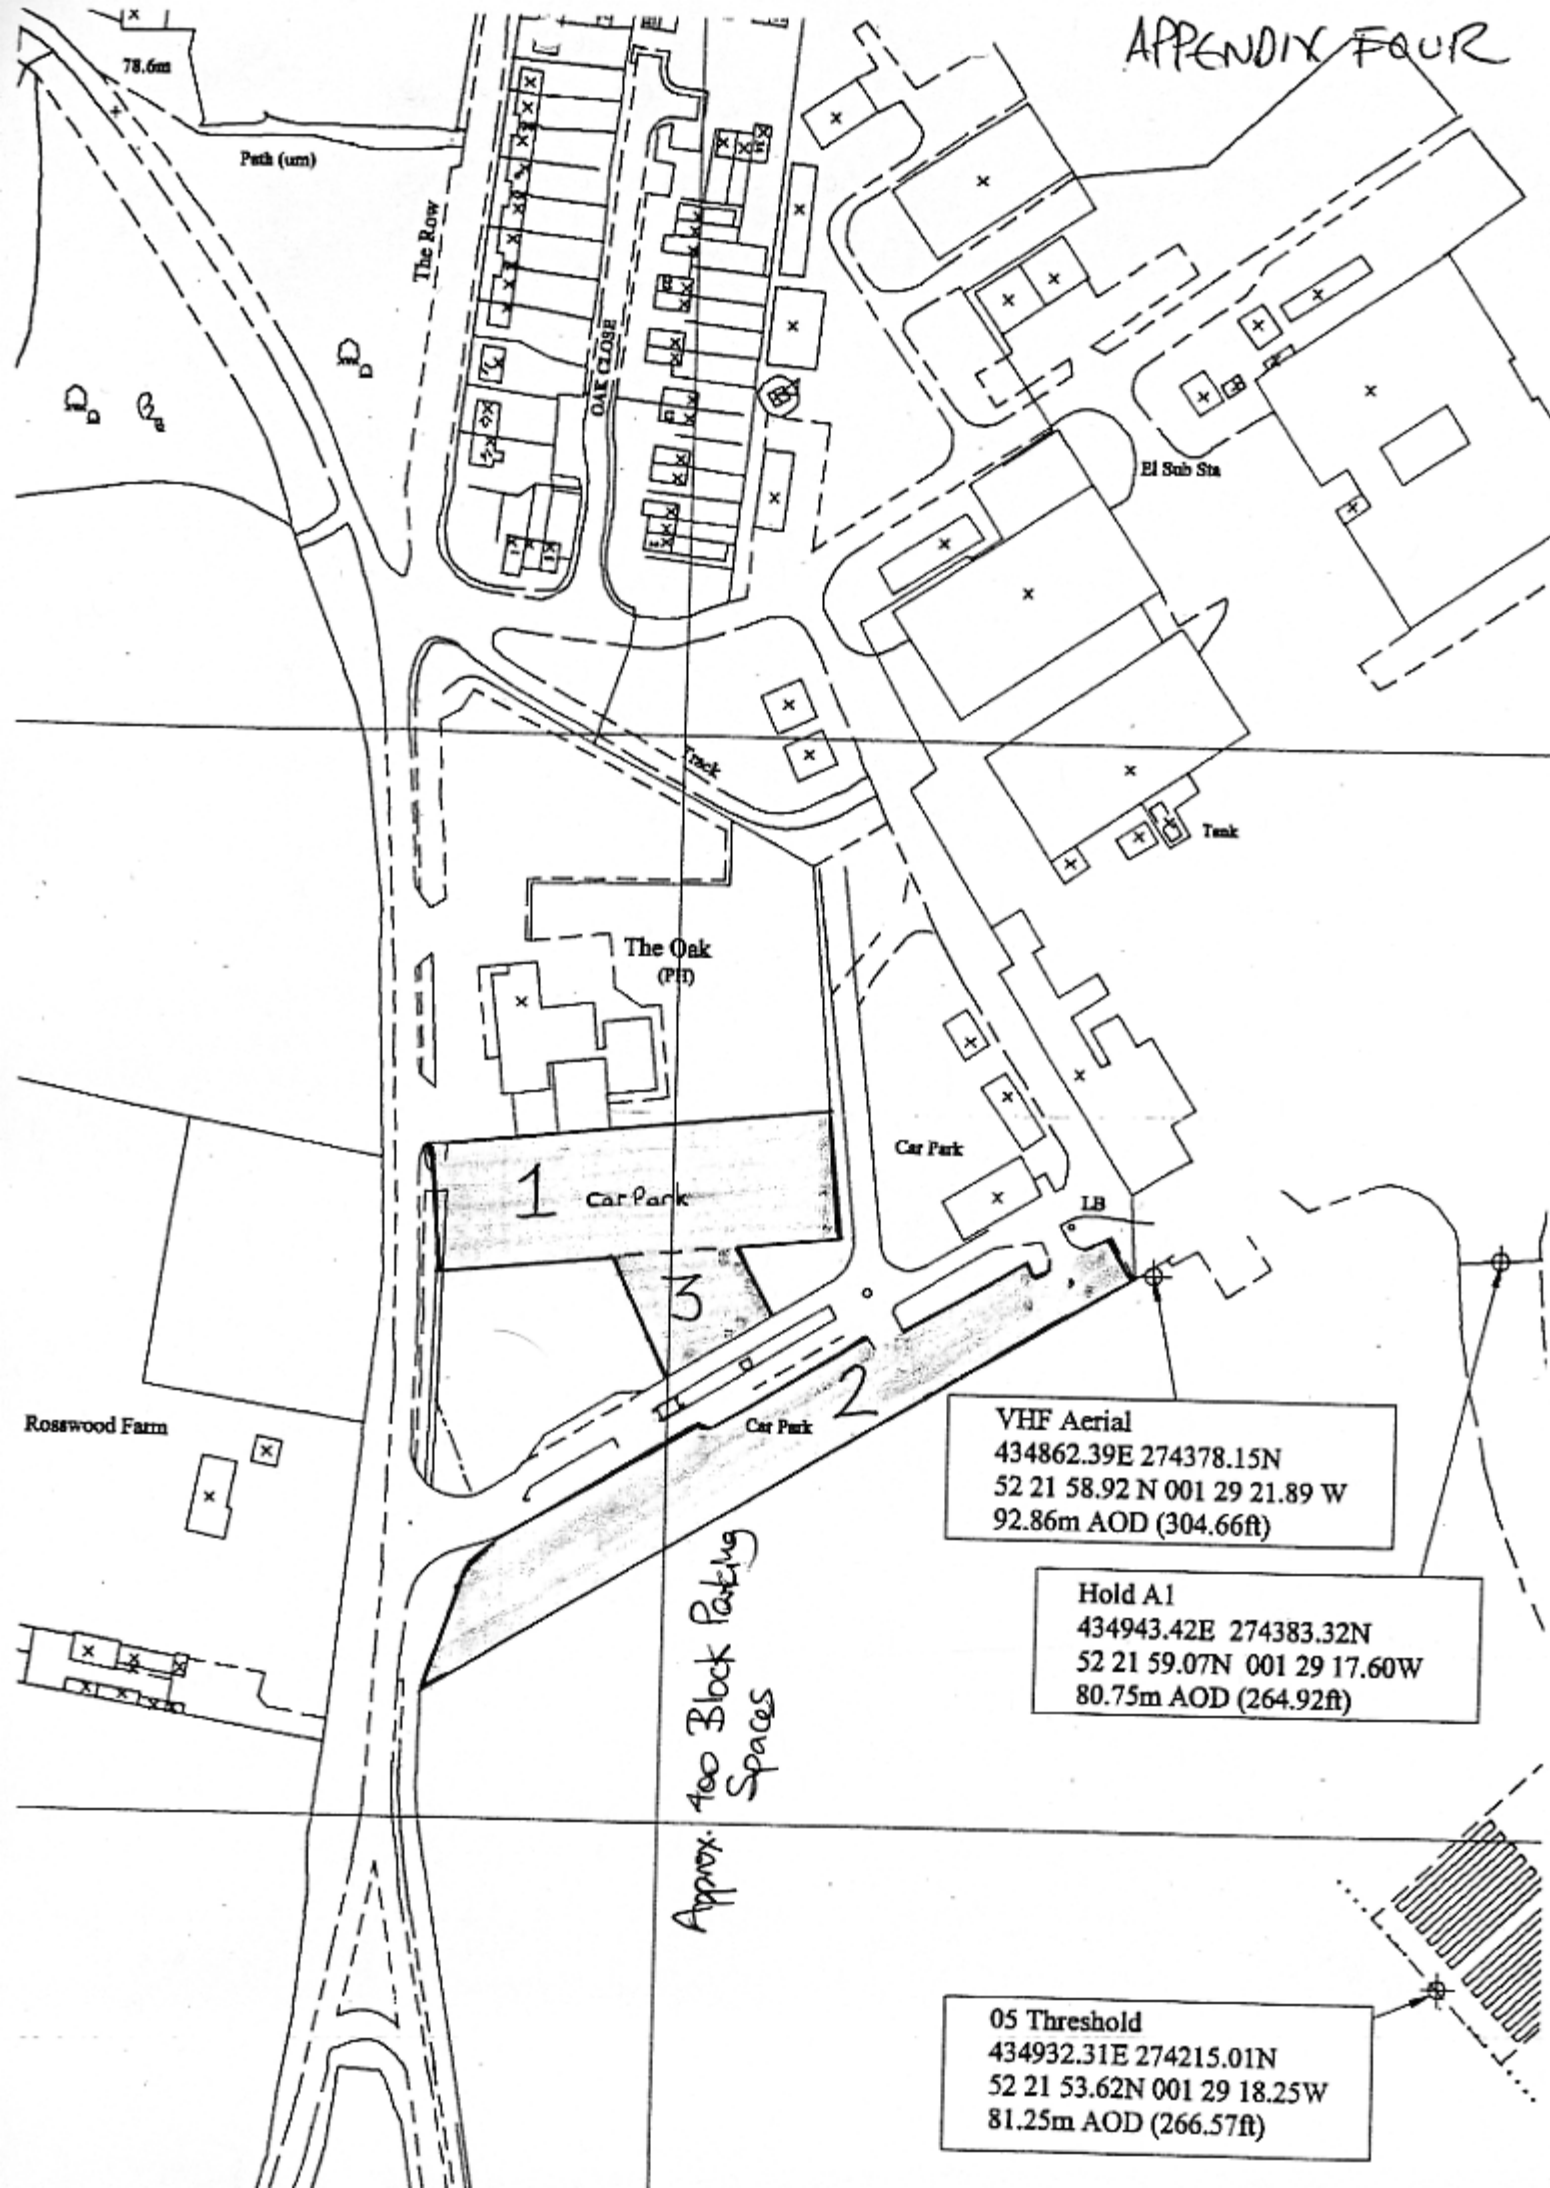 APPENDIX FOUR
78.6m
Path (um)
The Row
OAK CLOSE
El Sub Sta
Track
Tank
The Oak
(PH)
1 Car Park
Car Park
LB
3
2
Car Park
Rosswood Farm
VHF Aerial
434862.39E 274378.15N
52 21 58.92 N 001 29 21.89 W
92.86m AOD (304.66ft)
Hold A1
434943.42E 274383.32N
52 21 59.07N 001 29 17.60W
80.75m AOD (264.92ft)
Approx. 400 Block Parking
Spaces
05 Threshold
434932.31E 274215.01N
52 21 53.62N 001 29 18.25W
81.25m AOD (266.57ft)